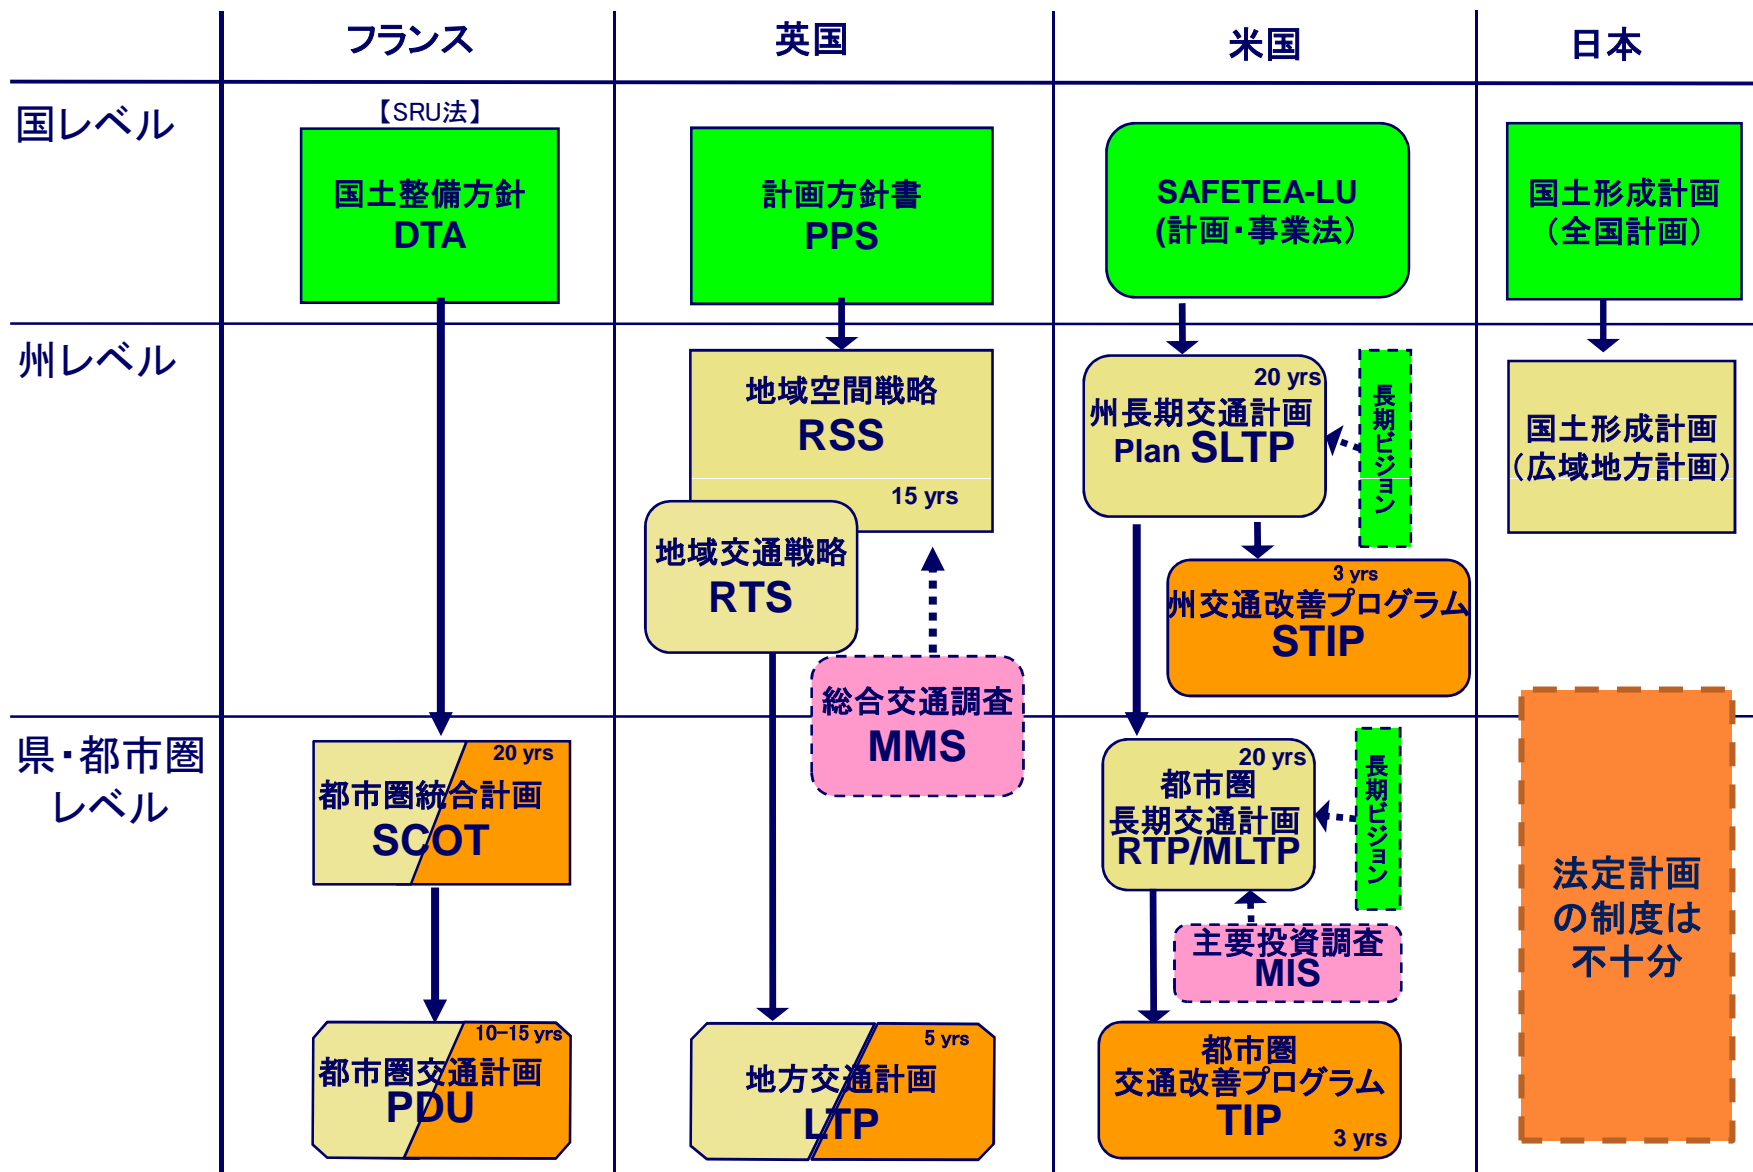 フランス
英国
米国
日本
国レベル
【SRU法】
国土整備方針
DTA
計画方針書
PPS
SAFETEA-LU
(計画・事業法)
国土形成計画
(全国計画)
州レベル
地域空間戦略
RSS
15 yrs
地域交通戦略
RTS
20 yrs
州長期交通計画
Plan SLTP
長期ビジョン
国土形成計画
(広域地方計画)
3 yrs
州交通改善プログラム
STIP
総合交通調査
MMS
県・都市圏
レベル
20 yrs
都市圏統合計画
SCOT
20 yrs
都市圏
長期交通計画
RTP/MLTP
長期ビジョン
主要投資調査
MIS
法定計画
の制度は
不十分
10-15 yrs
都市圏交通計画
PDU
5 yrs
地方交通計画
LTP
都市圏
交通改善プログラム
TIP
3 yrs